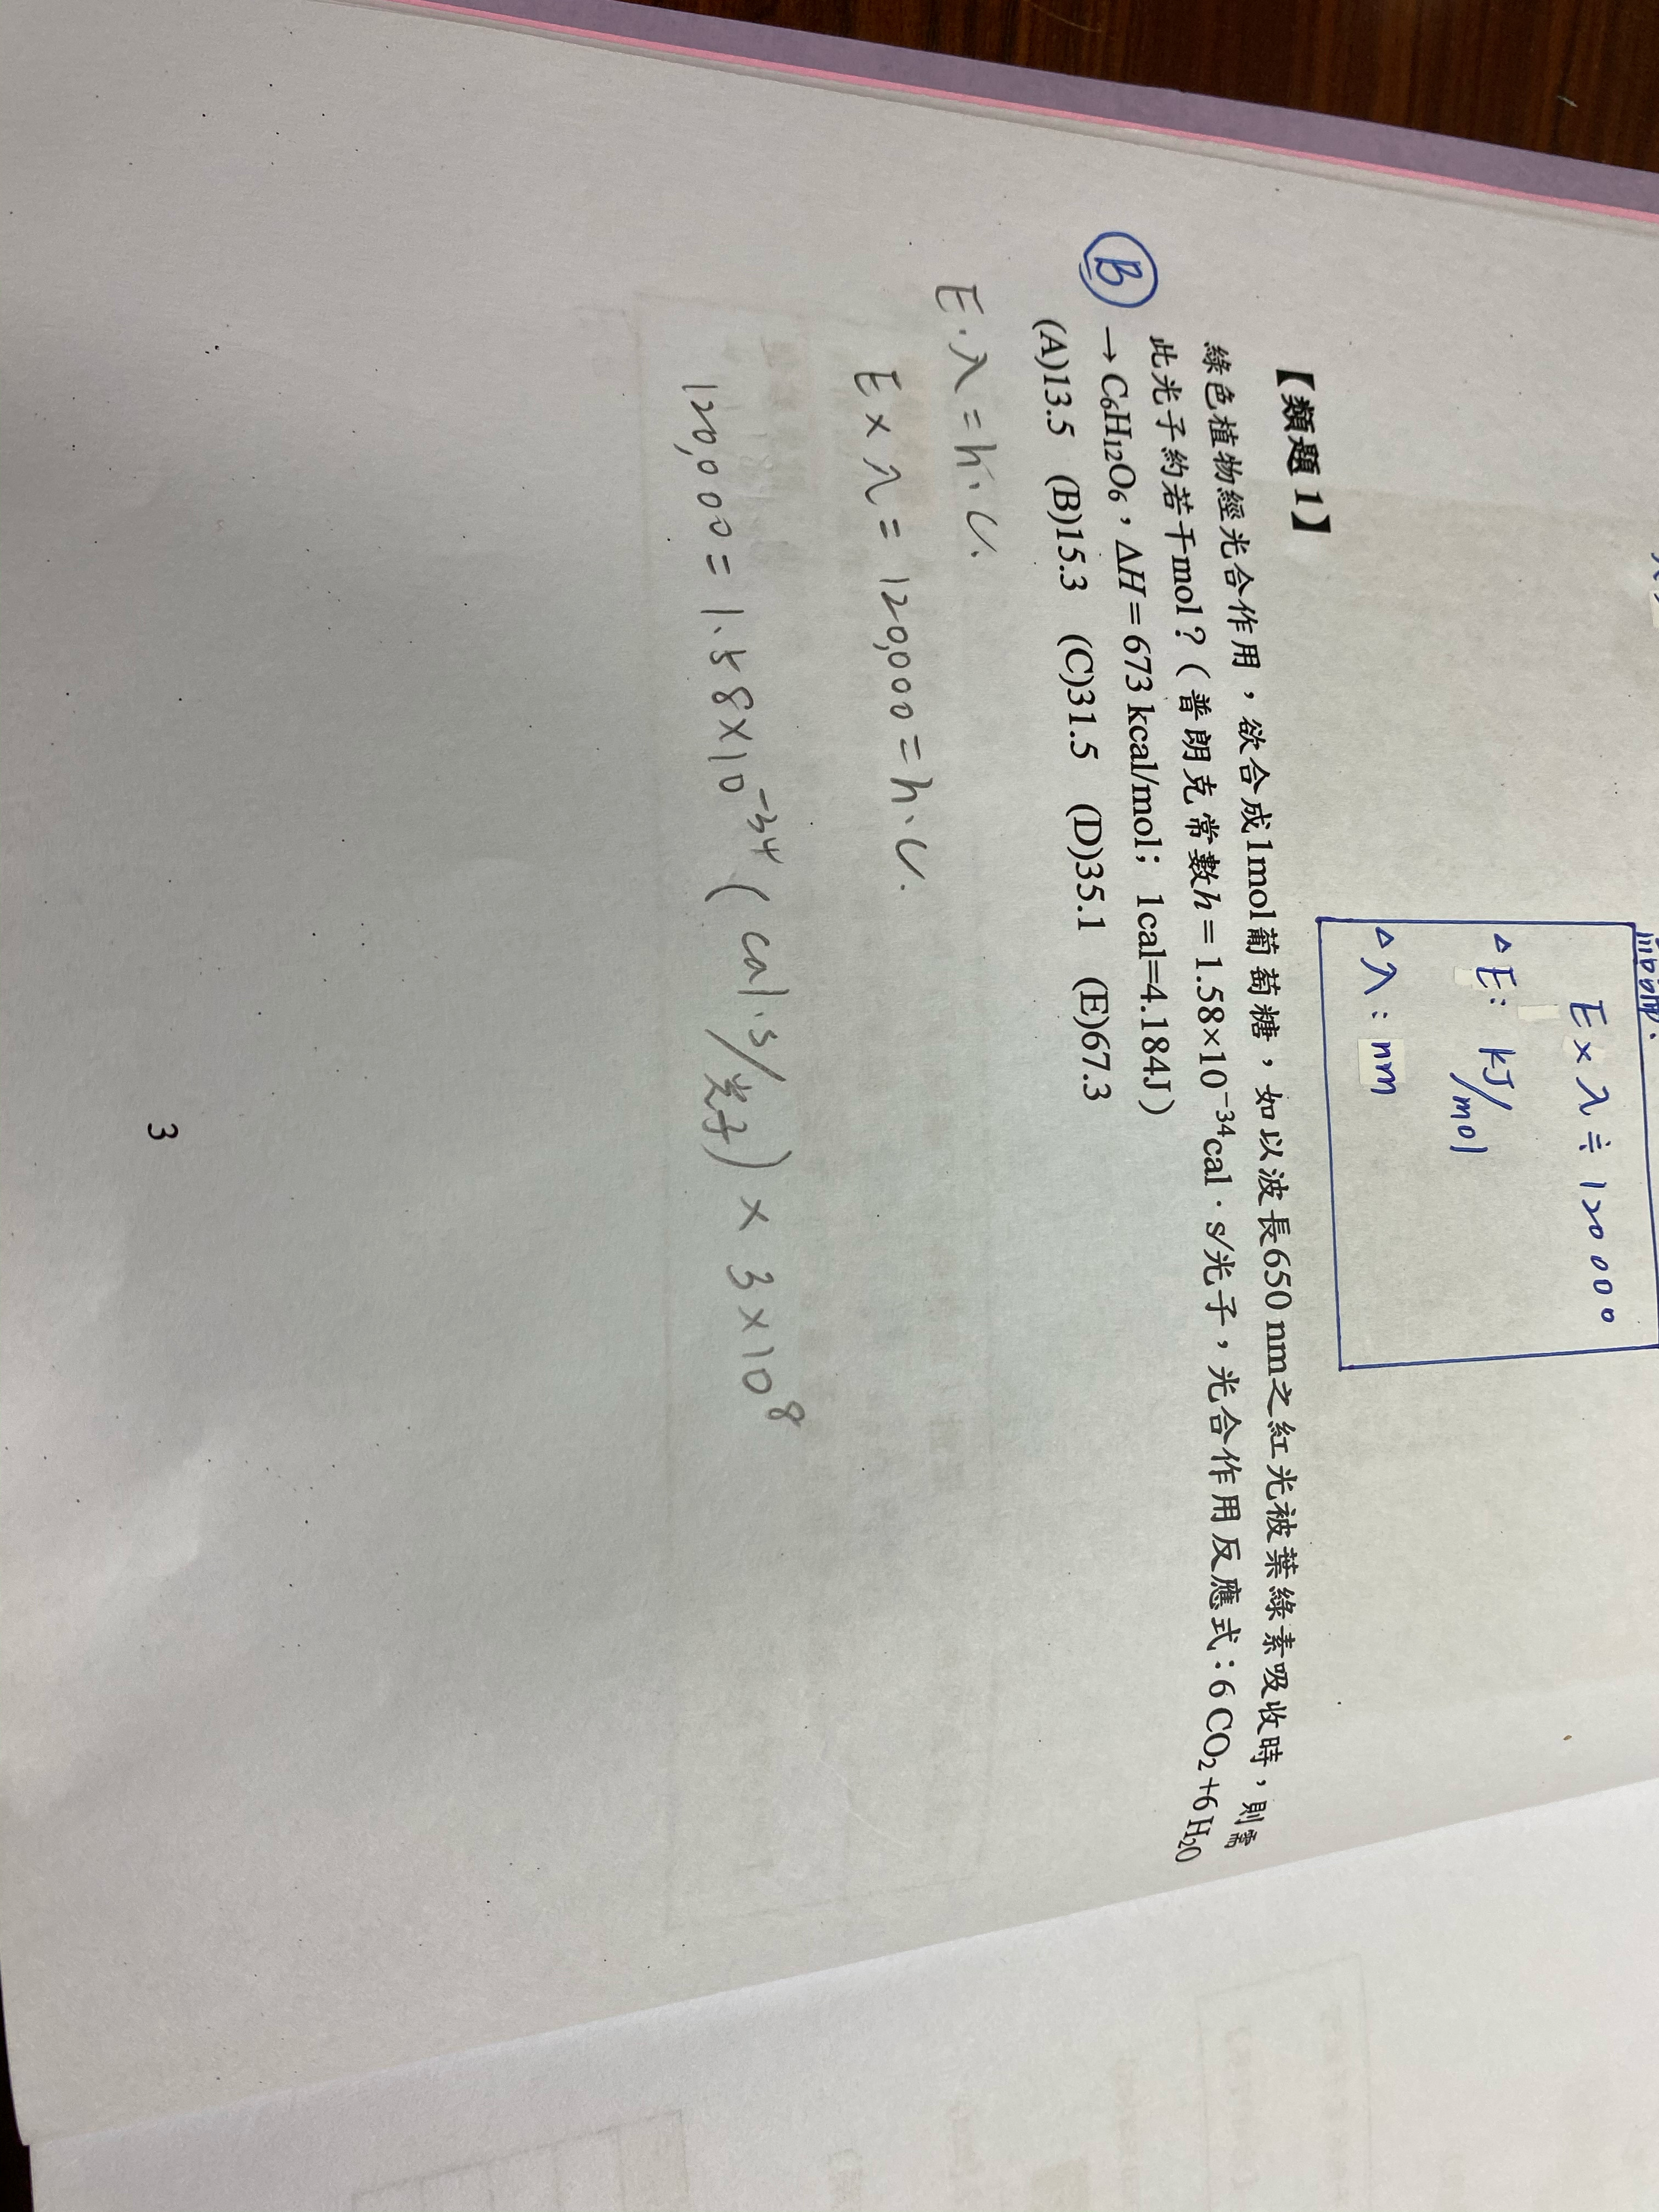 E × λ ≒ 120000
△ E: kJ/mol
△ λ: nm
【類題1】
綠色植物經光合作用，欲合成1mol葡萄糖，如以波長650 nm之紅光被葉綠素吸收時，則需
此光子約若干mol？（普朗克常數h＝1.58×10⁻³⁴cal · s/光子，光合作用反應式：6 CO₂+6 H₂O
B →C₆H₁₂O₆，ΔH＝673 kcal/mol；1cal=4.184J）
(A)13.5 (B)15.3 (C)31.5 (D)35.1 (E)67.3
E·λ = h·c.
E × λ = 120,000 = h·c.
120,000 = 1.58×10⁻³⁴ (cal·s/光子) × 3×10⁸
3